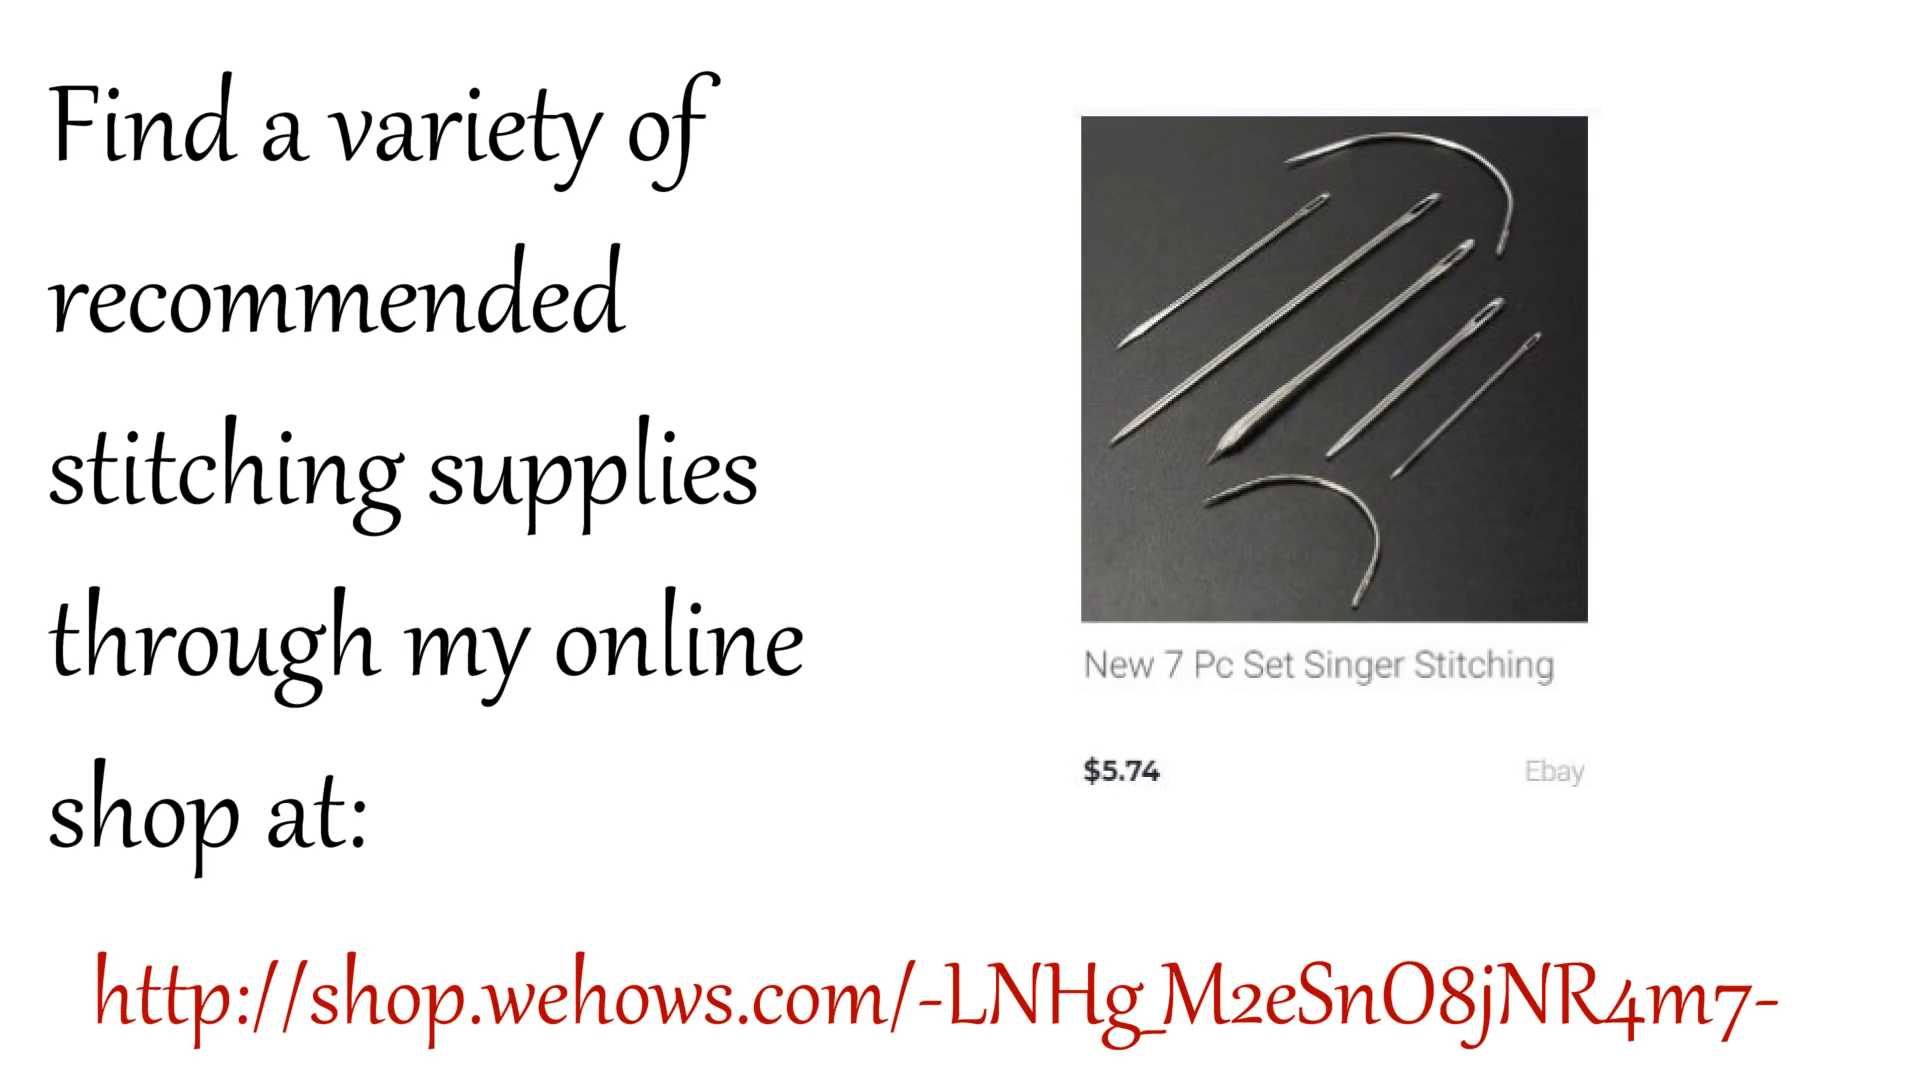 Find a variety of
recommended
stitching supplies
through my online
shop at:
New 7 Pc Set Singer Stitching
$5.74
Ebay
http://shop.wehows.com/-LNHg_M2eSnO8jNR4m7-